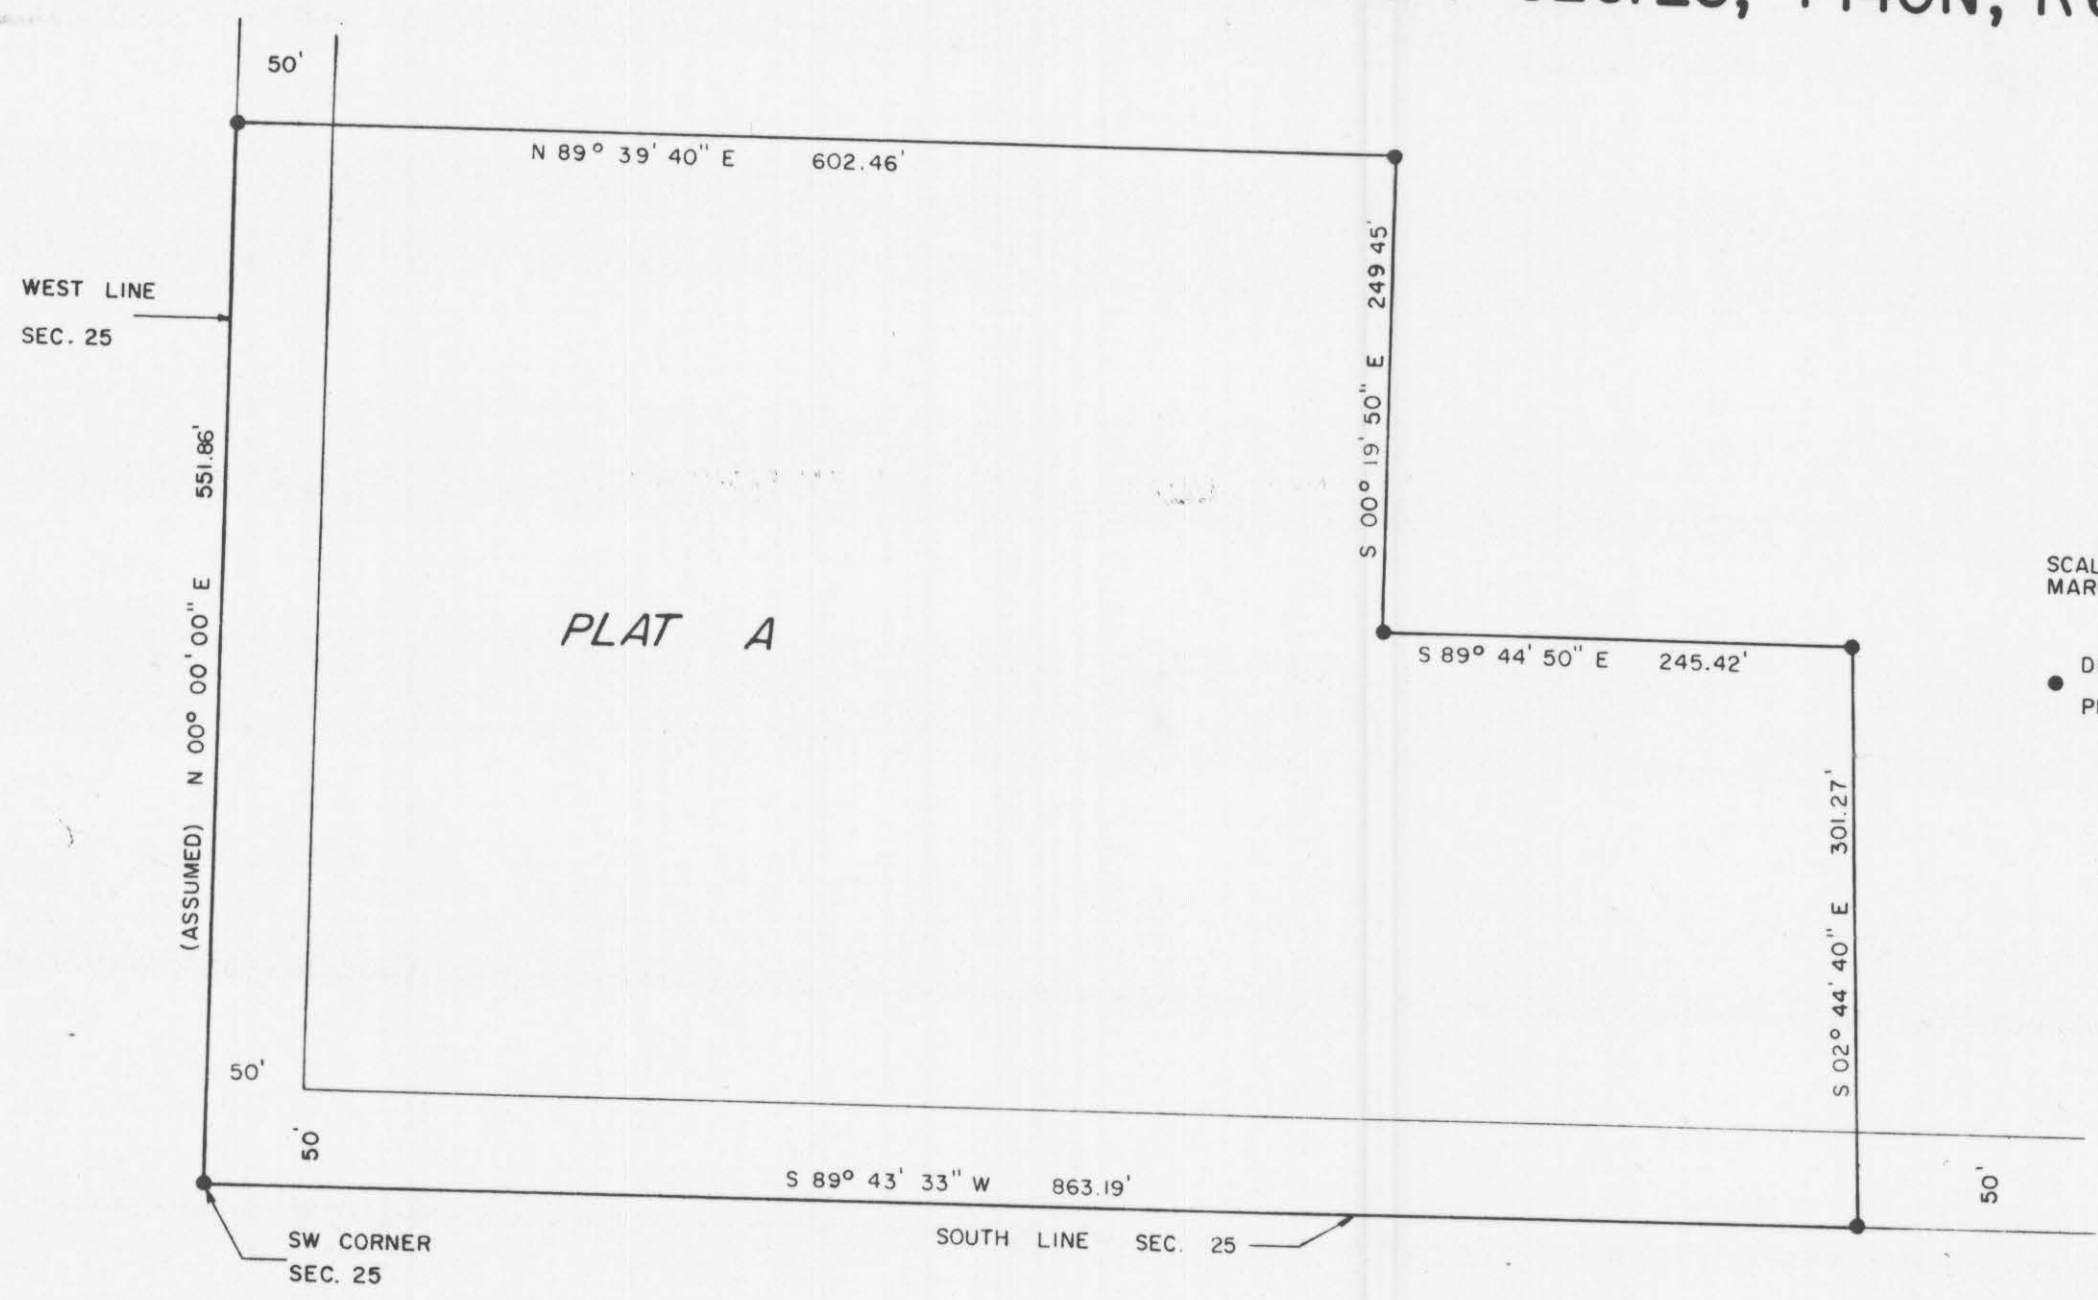 50'
N 89° 39' 40" E 602.46'
249 45'
S 00° 19' 50" E
WEST LINE
SEC. 25
551.86'
(ASSUMED) N 00° 00' 00" E
PLAT A
S 89° 44' 50" E 245.42'
S 02° 44' 40" E 301.27'
50'
50'
S 89° 43' 33" W 863.19'
50'
SOUTH LINE SEC. 25
SW CORNER
SEC. 25